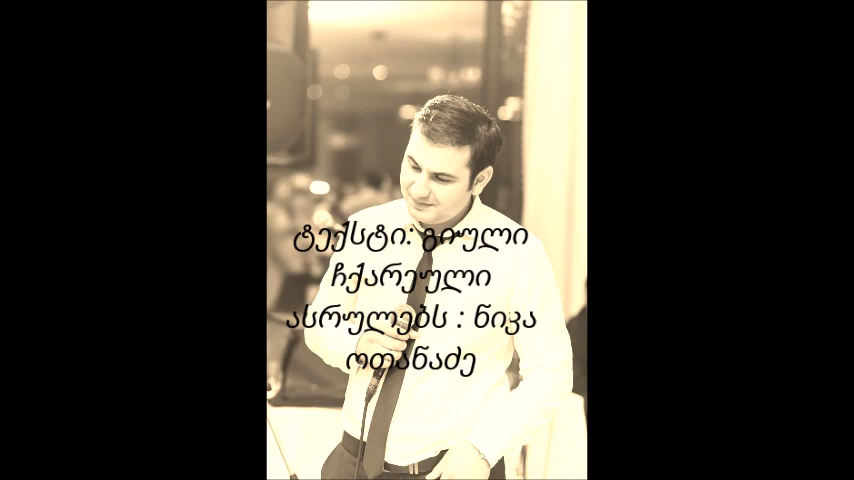 ტექსტი: გიული
ჩქარეული
ასრულებს : ნიკა
ოთანაძე